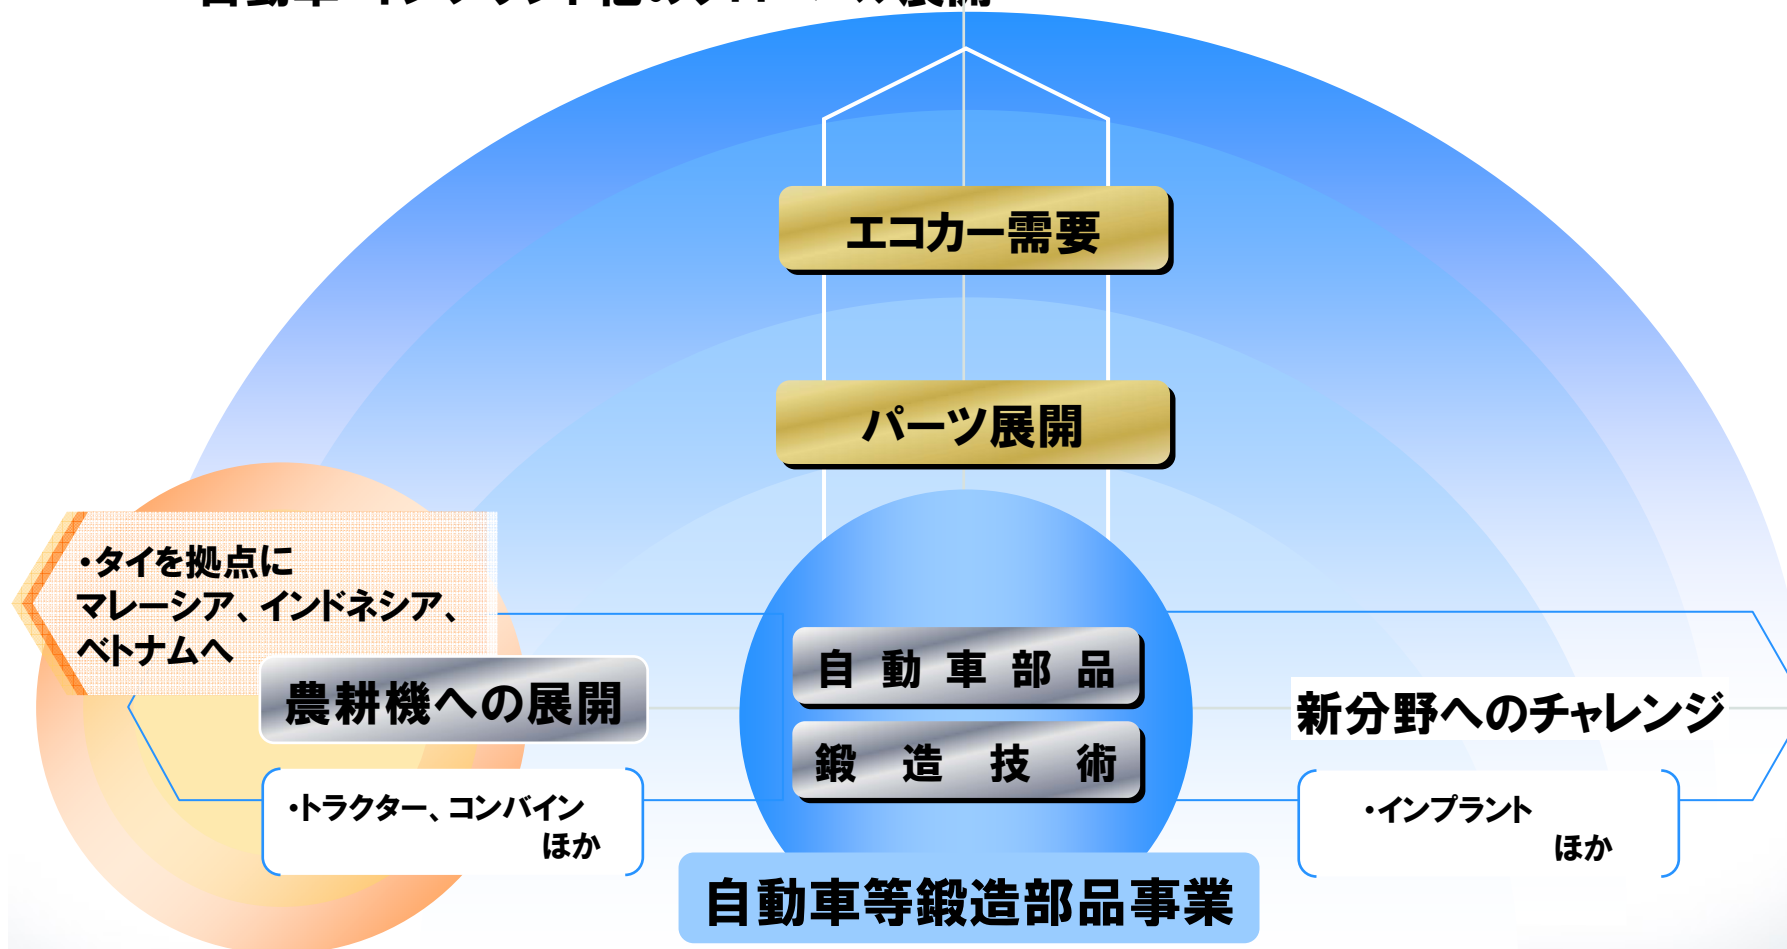 エコカー需要
パーツ展開
・タイを拠点に
マレーシア、インドネシア、
ベトナムへ
農耕機への展開
・トラクター、コンバイン
ほか
自動車部品
鍛造技術
自動車等鍛造部品事業
新分野へのチャレンジ
・インプラント
ほか